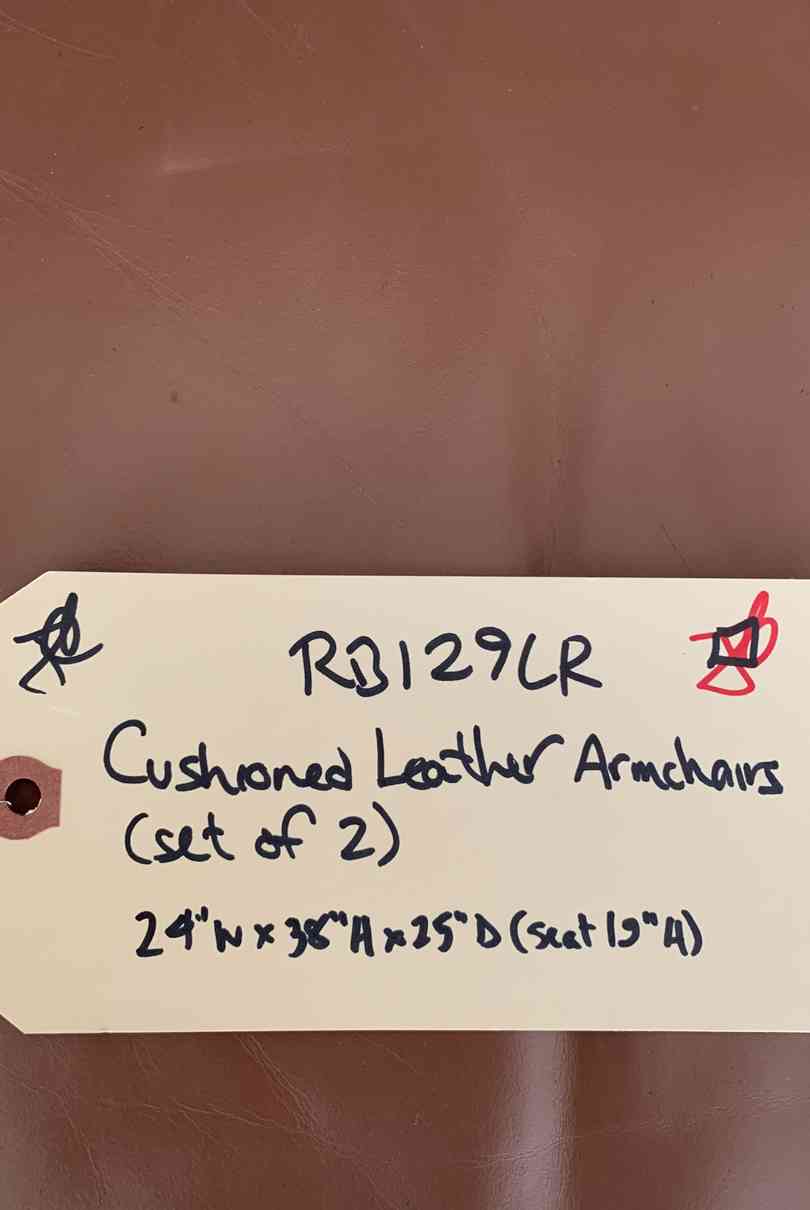 RB129LR
Cushioned Leather Armchairs
(set of 2)
24"W x 38"H x 25"D (seat 19"H)